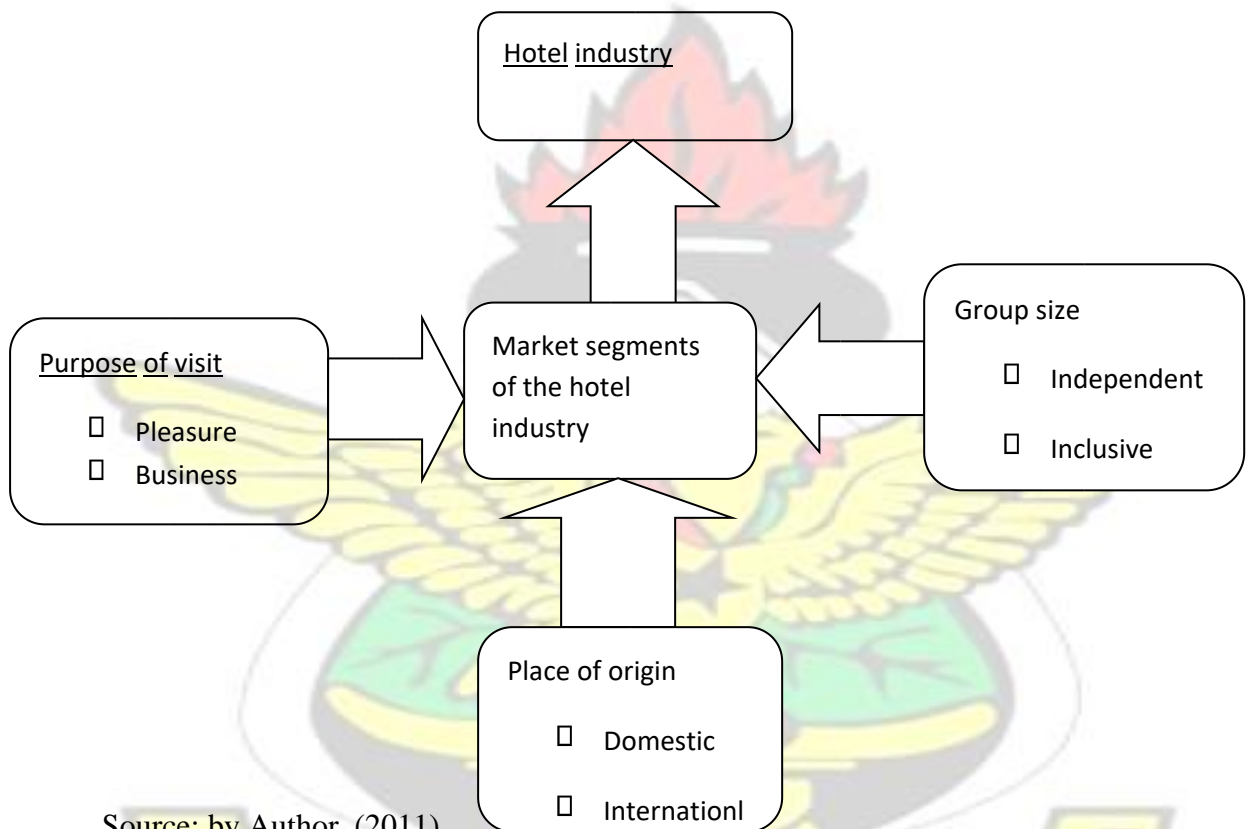 Hotel industry
Purpose of visit
Pleasure
Business
Market segments
of the hotel
industry
Group size
Independent
Inclusive
Place of origin
Domestic
Internationl
Source: by Author, (2011)